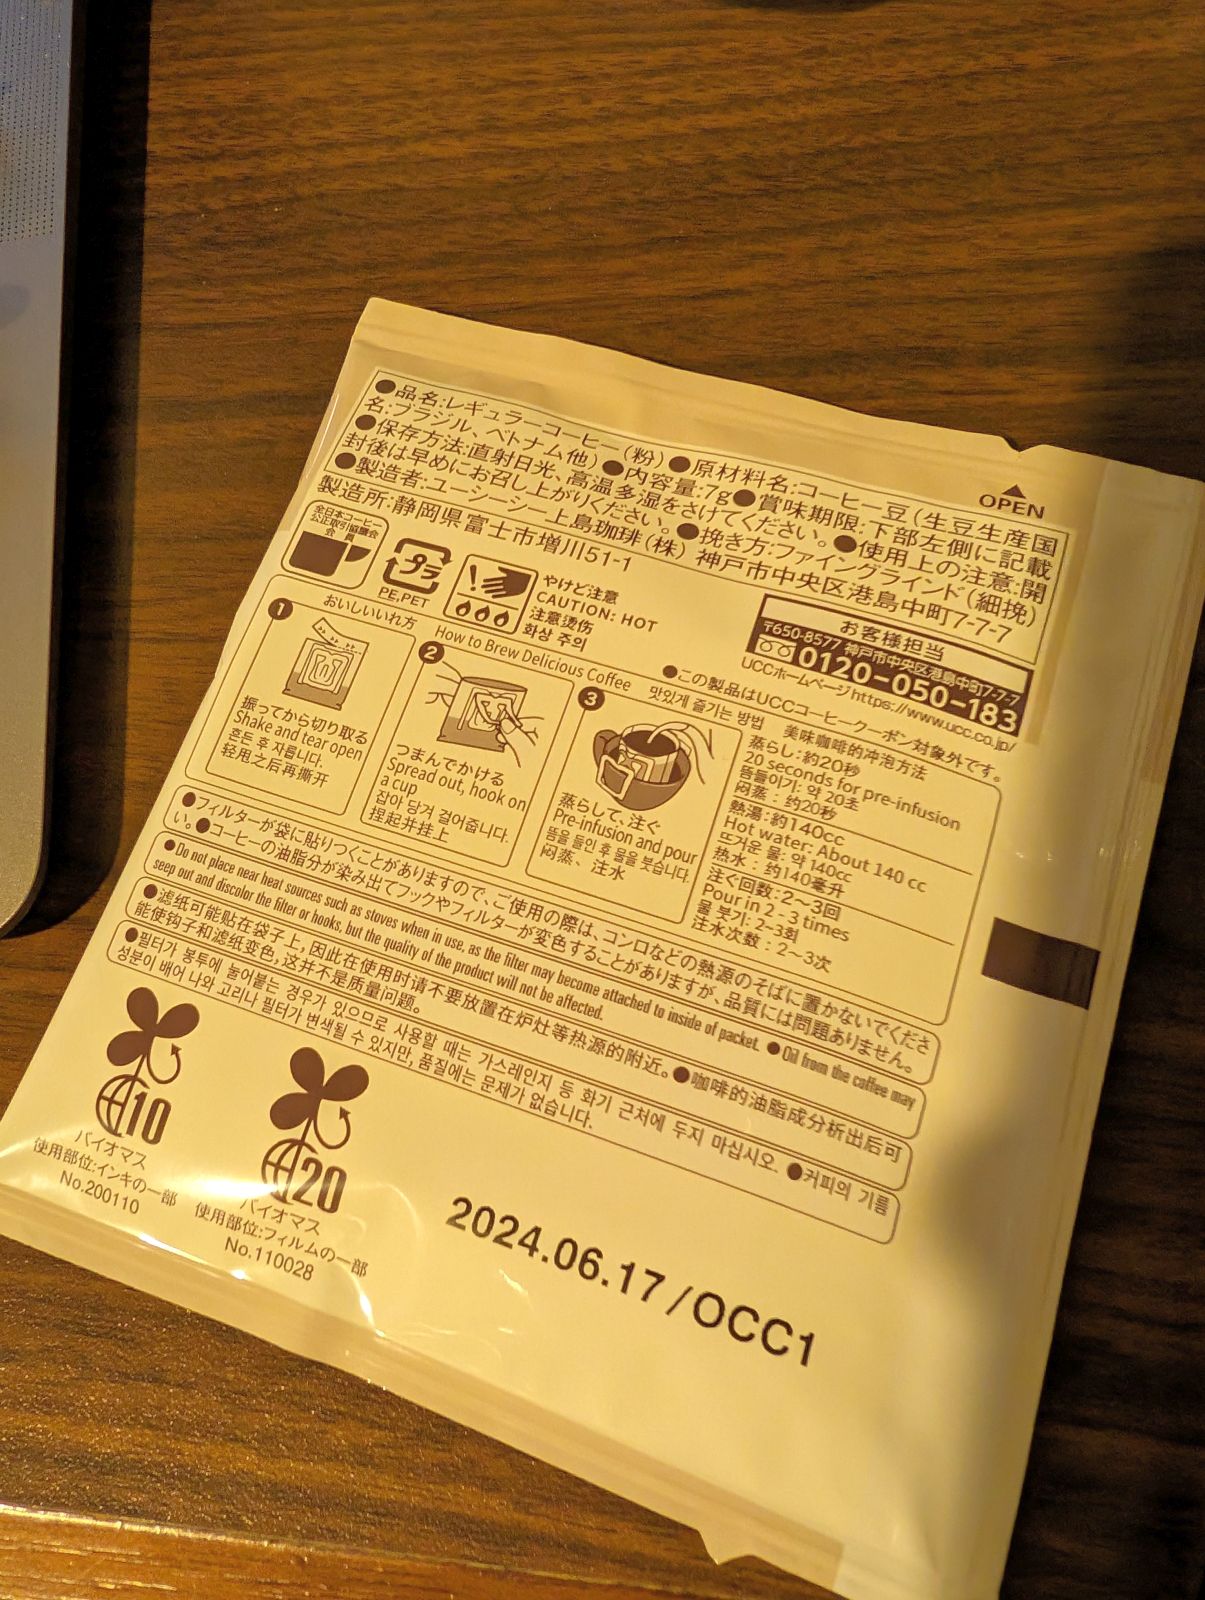 ●品名:レギュラーコーヒー(粉)●原材料名:コーヒー豆(生豆生産国
名:ブラジル、ベトナム他)●内容量:7g●賞味期限:下部左側に記載
●保存方法:直射日光、高温多湿をさけてください。●使用上の注意:開
封後は早めにお召し上がりください。●挽き方:ファイングラインド(細挽)
●製造者:ユーシーシー上島珈琲(株)神戸市中央区港島中町7-7-7
製造所:静岡県富士市増川51-1
OPEN
全日本コーヒー
公正取引協議会
会員
プラ
PE,PET
やけど注意
CAUTION: HOT
注意烫伤
화상 주의
お客様担当
〒650-8577 神戸市中央区港島中町7-7-7
0120-050-183
UCCホームページhttps://www.ucc.co.jp/
●この製品はUCCコーヒークーポン対象外です。
おいしいいれ方
How to Brew Delicious Coffee
맛있게 즐기는 방법
美味咖啡的冲泡方法
1
振ってから切り取る
Shake and tear open
흔든 후 자릅니다.
轻甩之后再撕开
2
つまんでかける
Spread out, hook on
a cup
잡아 당겨 걸어줍니다.
捏起并挂上
3
蒸らして、注ぐ
Pre-infusion and pour
뜸을 들인 후 물을 붓습니다.
闷蒸、注水
蒸らし:約20秒
20 seconds for pre-infusion
뜸들이기: 약 20초
闷蒸: 约20秒
熱湯:約140cc
Hot water: About 140 cc
뜨거운 물: 약 140cc
热水: 约140毫升
注ぐ回数:2～3回
Pour in 2 - 3 times
물 붓기: 2~3회
注水次数: 2～3次
●フィルターが袋に貼りつくことがありますので、ご使用の際は、コンロなどの熱源のそばに置かないでくださ
い。●コーヒーの油脂分が染み出てフックやフィルターが変色することがありますが、品質には問題ありません。
●Do not place near heat sources such as stoves when in use, as the filter may become attached to inside of packet. ●Oil from the coffee may
seep out and discolor the filter or hooks, but the quality of the product will not be affected.
●滤纸可能贴在袋子上,因此在使用时请不要放置在炉灶等热源的附近。●咖啡的油脂成分析出后可
能使钩子和滤纸变色,这并不是质量问题。
●필터가 봉투에 눌어붙는 경우가 있으므로 사용할 때는 가스레인지 등 화기 근처에 두지 마십시오. ●커피의 기름
성분이 배어 나와 고리나 필터가 변색될 수 있지만, 품질에는 문제가 없습니다.
10
バイオマス
使用部位:インキの一部
No.200110
20
バイオマス
使用部位:フィルムの一部
No.110028
2024.06.17/OCC1